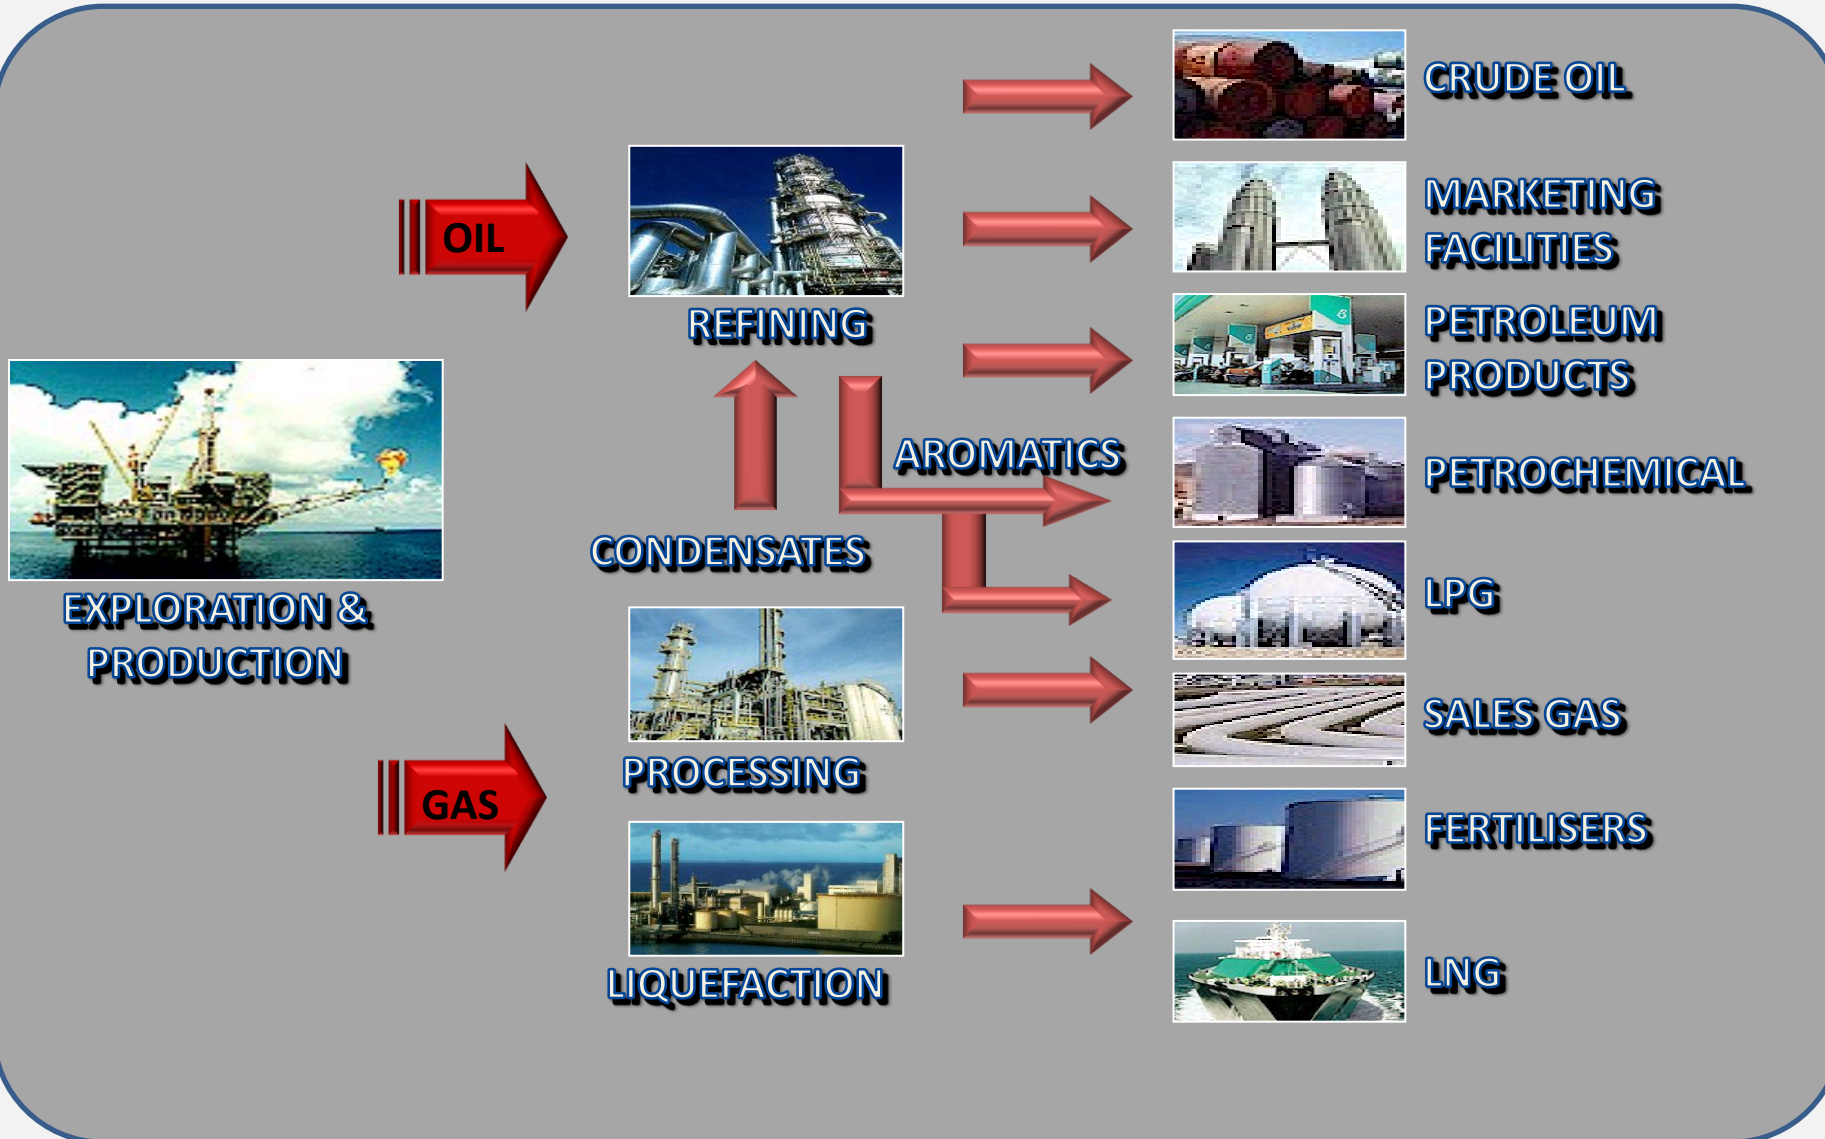 CRUDE OIL
MARKETING
FACILITIES
OIL
REFINING
PETROLEUM
PRODUCTS
AROMATICS
PETROCHEMICAL
CONDENSATES
EXPLORATION &
PRODUCTION
LPG
SALES GAS
PROCESSING
GAS
FERTILISERS
LIQUEFACTION
LNG